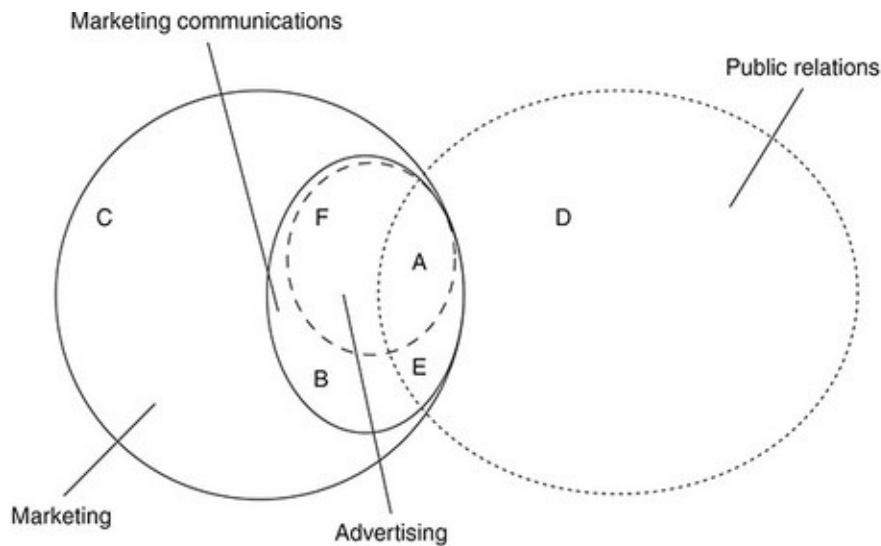 Marketing communications
Public relations
C
F
D
A
E
B
Marketing
Advertising